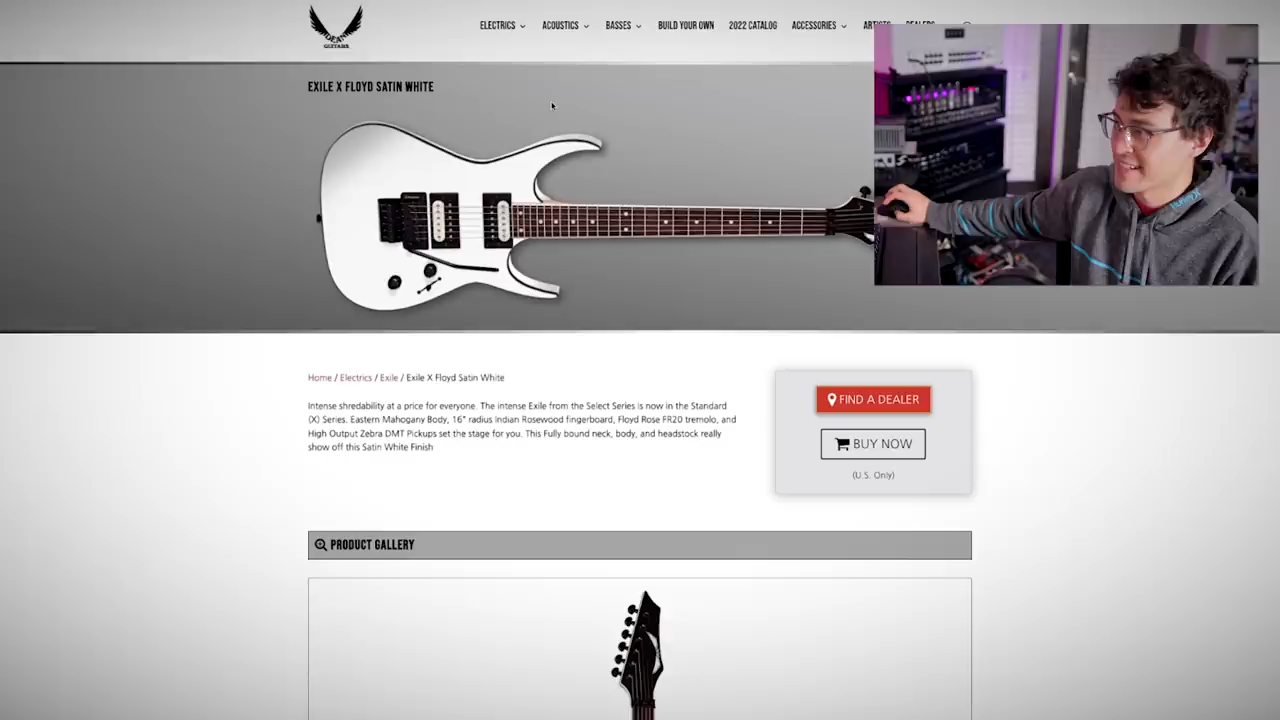 DEAN
GUITARS
ELECTRICS ACOUSTICS BASSES BUILD YOUR OWN 2022 CATALOG ACCESSORIES ARTISTS DEALERS
EXILE X FLOYD SATIN WHITE
Home / Electrics / Exile / Exile X Floyd Satin White
Intense shredability at a price for everyone. The intense Exile from the Select Series is now in the Standard
(X) Series. Eastern Mahogany Body, 16" radius Indian Rosewood fingerboard, Floyd Rose FR20 tremolo, and
High Output Zebra DMT Pickups set the stage for you. This Fully bound neck, body, and headstock really
show off this Satin White Finish
FIND A DEALER
BUY NOW
(U.S. Only)
PRODUCT GALLERY